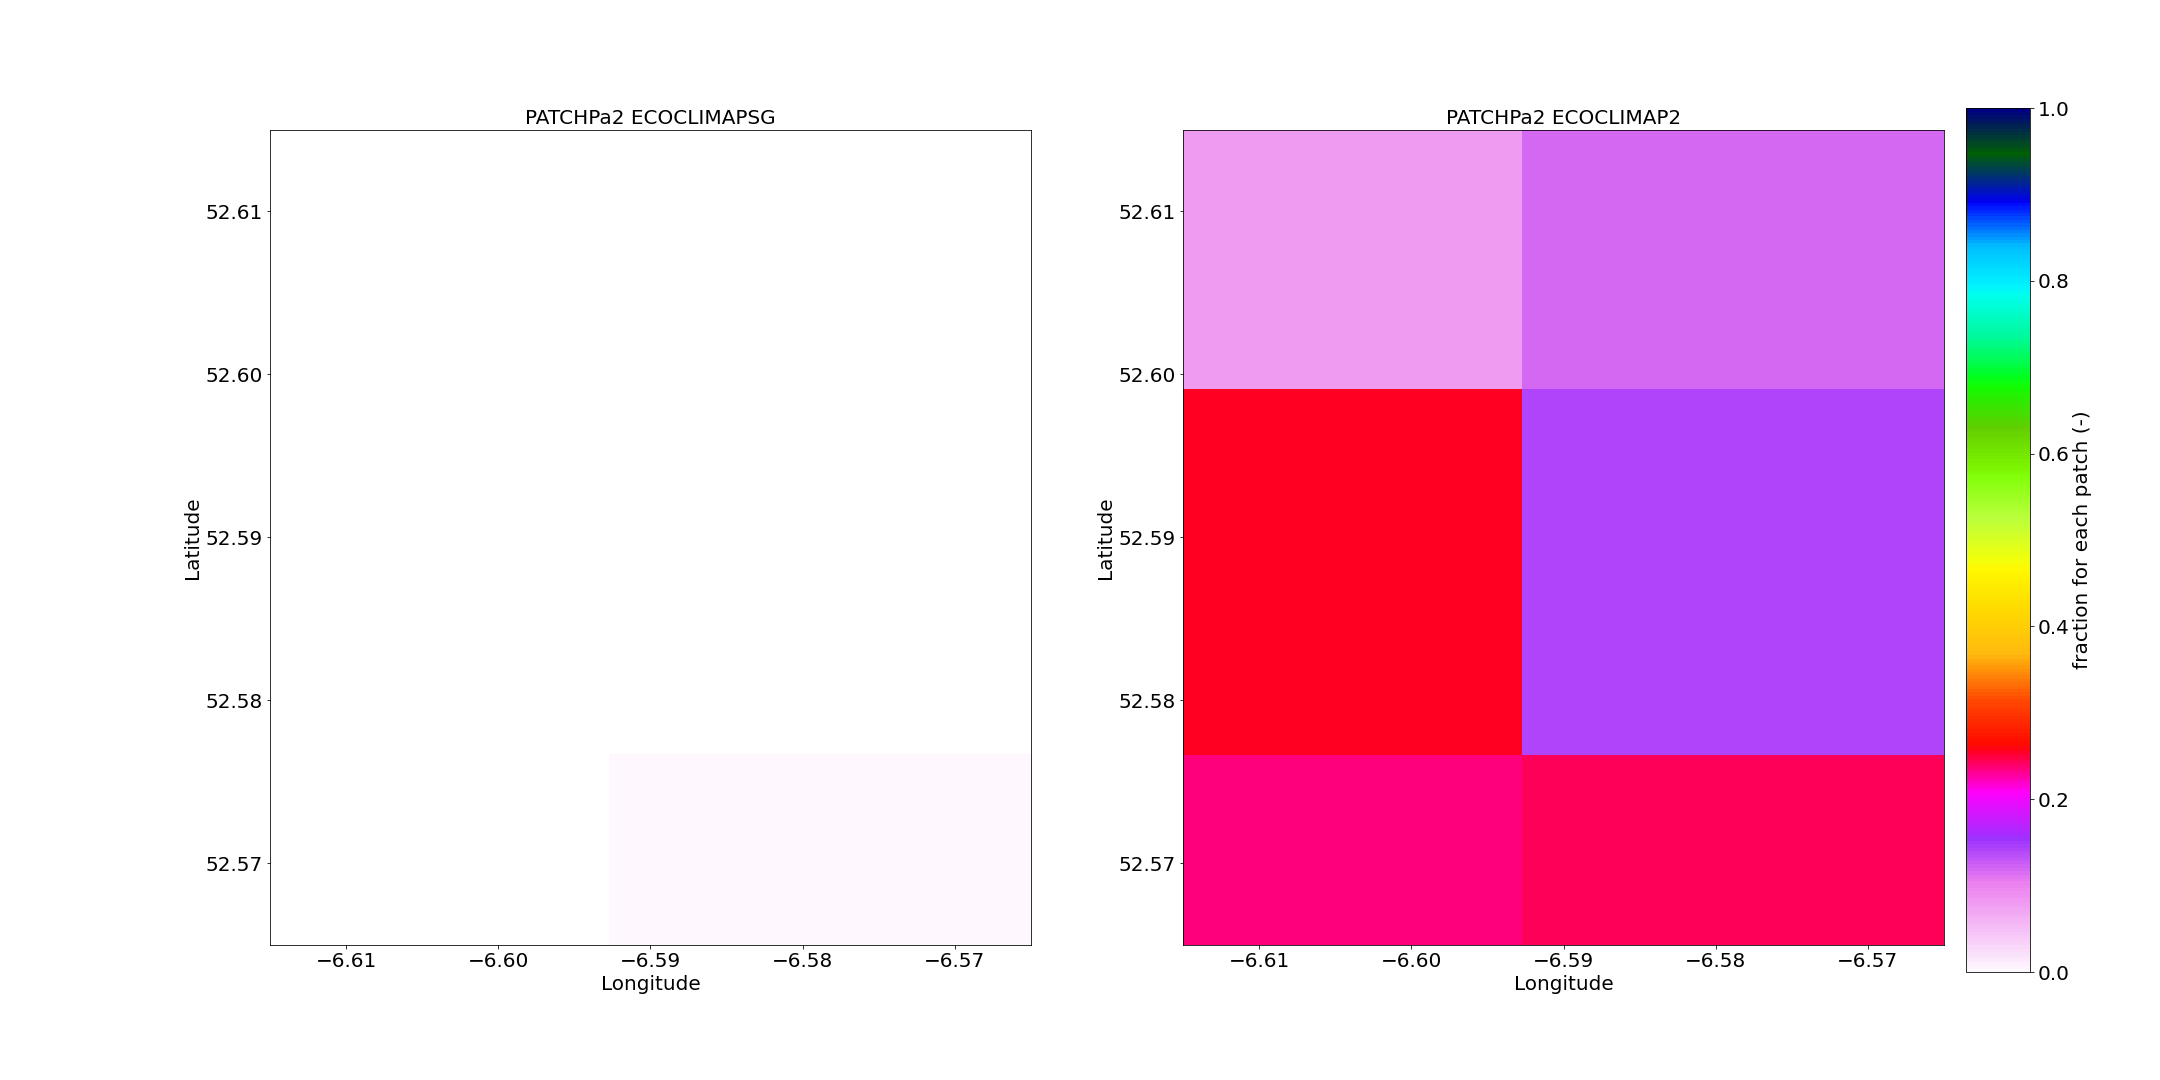 PATCHPa2 ECOCLIMAPSG
52.61
52.60
52.59
52.58
52.57
Latitude
−6.61 −6.60 −6.59 −6.58 −6.57
Longitude
PATCHPa2 ECOCLIMAP2
52.61
52.60
52.59
52.58
52.57
Latitude
−6.61 −6.60 −6.59 −6.58 −6.57
Longitude
1.0
0.8
0.6
0.4
0.2
0.0
fraction for each patch (-)